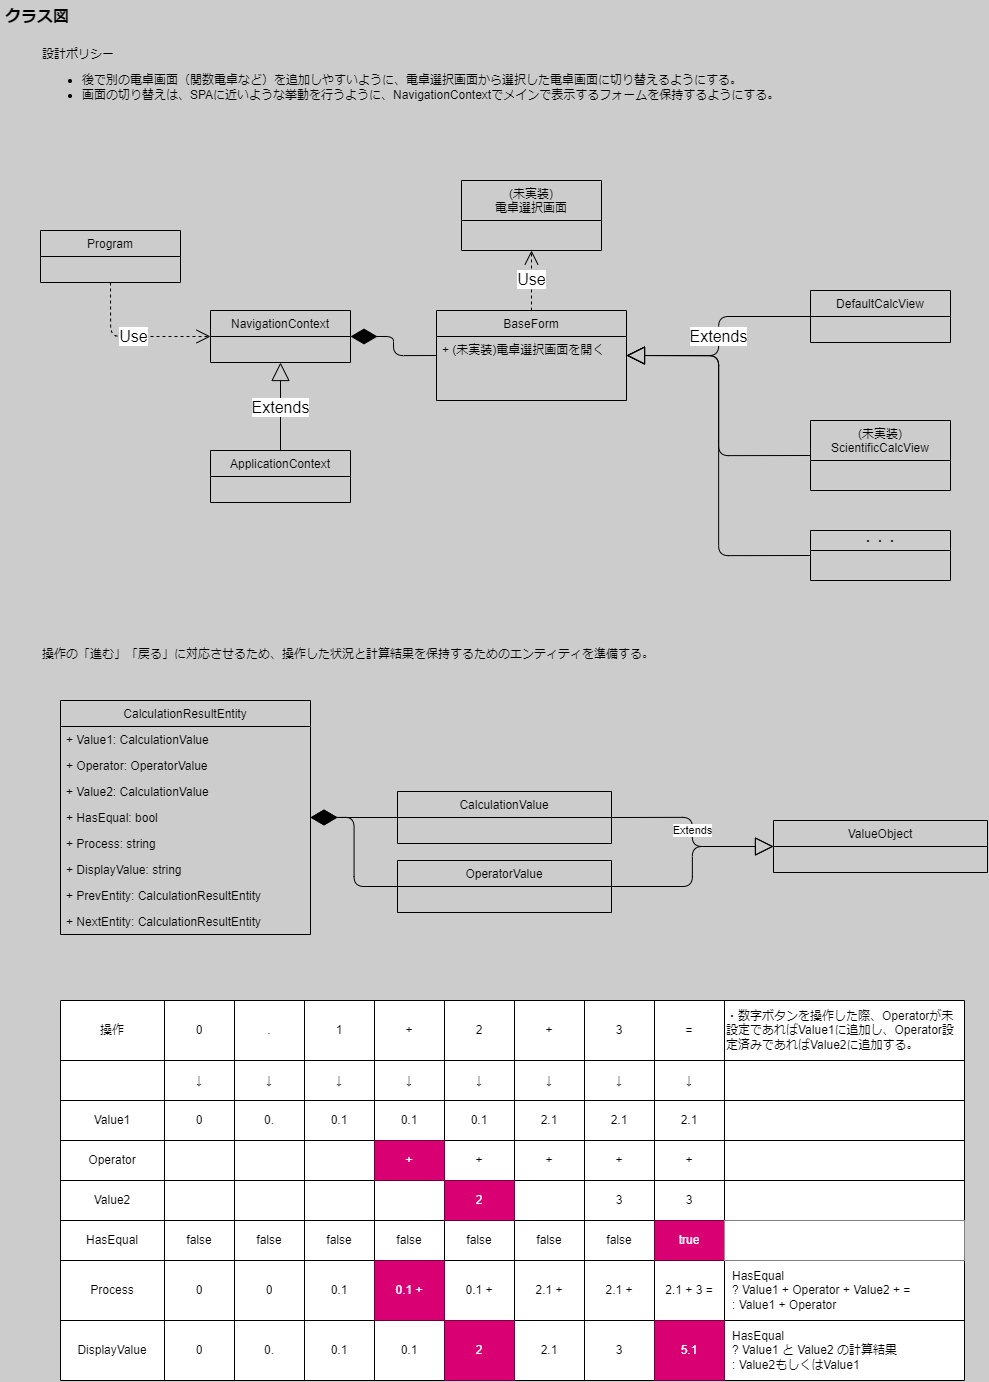 クラス図
設計ポリシー
• 後で別の電卓画面（関数電卓など）を追加しやすいように、電卓選択画面から選択した電卓画面に切り替えるようにする。
• 画面の切り替えは、SPAに近いような挙動を行うように、NavigationContextでメインで表示するフォームを保持するようにする。
(未実装)
電卓選択画面
Program
Use
Use
NavigationContext
BaseForm
+ (未実装)電卓選択画面を開く
DefaultCalcView
Extends
Extends
(未実装)
ScientificCalcView
ApplicationContext
・・・
操作の「進む」「戻る」に対応させるため、操作した状況と計算結果を保持するためのエンティティを準備する。
CalculationResultEntity
+ Value1: CalculationValue
+ Operator: OperatorValue
+ Value2: CalculationValue
+ HasEqual: bool
+ Process: string
+ DisplayValue: string
+ PrevEntity: CalculationResultEntity
+ NextEntity: CalculationResultEntity
CalculationValue
OperatorValue
Extends
ValueObject
操作 0 . 1 + 2 + 3 =
・数字ボタンを操作した際、Operatorが未
設定であればValue1に追加し、Operator設
定済みであればValue2に追加する。
↓ ↓ ↓ ↓ ↓ ↓ ↓ ↓
Value1 0 0. 0.1 0.1 0.1 2.1 2.1 2.1
Operator + + + + +
Value2 2 3 3
HasEqual false false false false false false false true
Process 0 0 0.1 0.1 + 0.1 + 2.1 + 2.1 + 2.1 + 3 =
HasEqual
? Value1 + Operator + Value2 + =
: Value1 + Operator
DisplayValue 0 0. 0.1 0.1 2 2.1 3 5.1
HasEqual
? Value1 と Value2 の計算結果
: Value2もしくはValue1